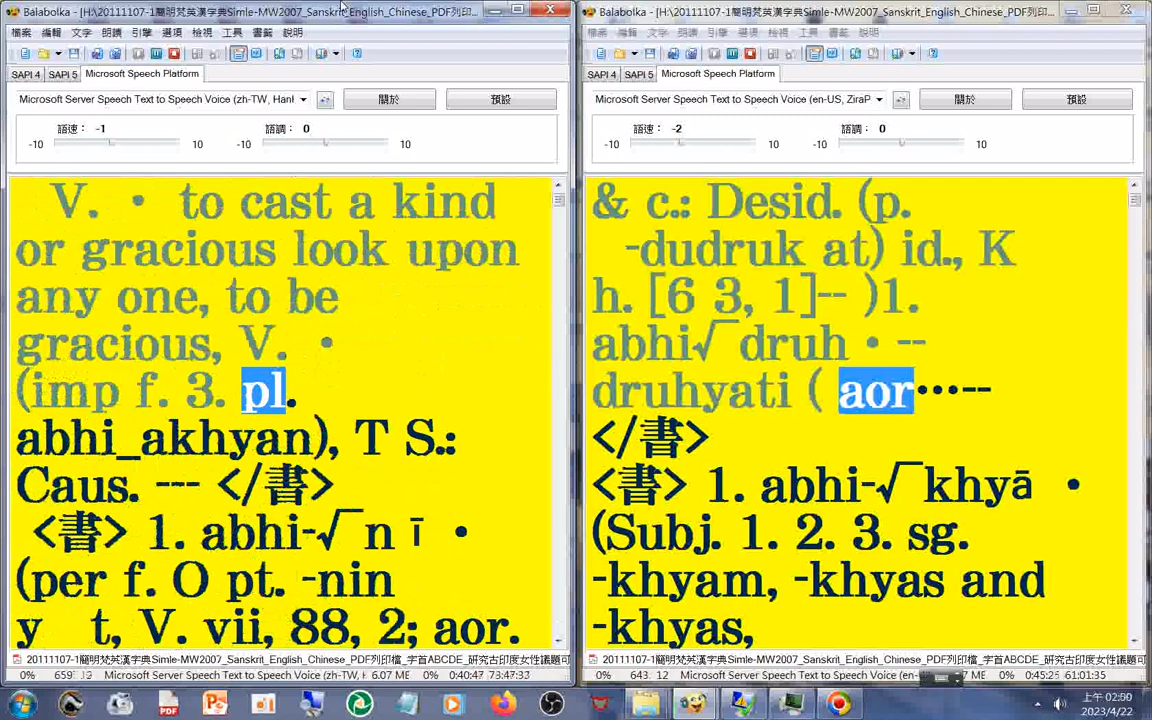 Balabolka - [H:\20111107-1簡明梵英漢字典Simle-MW2007_Sanskrit_English_Chinese_PDF列印...
檔案 編輯 文字 朗讀 引擎 選項 檢視 工具 書籤 說明
SAPI 4 SAPI 5 Microsoft Speech Platform
Microsoft Server Speech Text to Speech Voice (zh-TW, Hanl
關於 預設
語速： -1 語調： 0
-10 10 -10 10
V. • to cast a kind
or gracious look upon
any one, to be
gracious, V. •
(imp f. 3. pl.
abhi_akhyan), T S.:
Caus. --- </書>
<書> 1. abhi-√ n ī •
(per f. O pt. -nin
y t, V. vii, 88, 2; aor.
20111107-1簡明梵英漢字典Simle-MW2007_Sanskrit_English_Chinese_PDF列印檔_字首ABCDE_研究古印度女性議題可
0% 659: 12 Microsoft Server Speech Text to Speech Voice (zh-TW, H 6.07 ME 0% 0:40:47 73:47:33
Balabolka - [H:\20111107-1簡明梵英漢字典Simle-MW2007_Sanskrit_English_Chinese_PDF列印...
檔案 編輯 文字 朗讀 引擎 選項 檢視 工具 書籤 說明
SAPI 4 SAPI 5 Microsoft Speech Platform
Microsoft Server Speech Text to Speech Voice (en-US, ZiraP
關於 預設
語速： -2 語調： 0
-10 10 -10 10
& c.: Desid. (p.
-dudruk at) id., K
h. [6 3, 1]-- )1.
abhi√ druh • --
druhyati ( aor···--
</書>
<書> 1. abhi-√khyā •
(Subj. 1. 2. 3. sg.
-khyam, -khyas and
-khyas,
20111107-1簡明梵英漢字典Simle-MW2007_Sanskrit_English_Chinese_PDF列印檔_字首ABCDE_研究古印度女性議題可
0% 643: 12 Microsoft Server Speech Text to Speech Voice (en-US, 0% 0:45:25 61:01:35
上午 02:50
2023/4/22